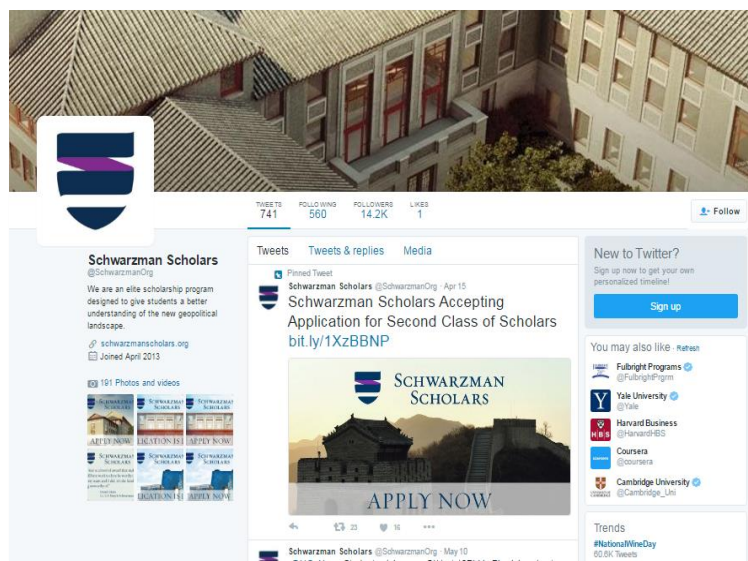 TWEETS FOLLOWING FOLLOWERS LIKES
741 560 14.2K 1
Follow
Schwarzman Scholars
@SchwarzmanOrg
We are an elite scholarship program
designed to give students a better
understanding of the new geopolitical
landscape.
schwarzmanscholars.org
Joined April 2013
191 Photos and videos
SCHWARZMAN SCHOLARS
APPLY NOW
APPLY NOW
Tweets Tweets & replies Media
Pinned Tweet
Schwarzman Scholars @SchwarzmanOrg · Apr 15
Schwarzman Scholars Accepting
Application for Second Class of Scholars
bit.ly/1XzBBNP
SCHWARZMAN
SCHOLARS
APPLY NOW
23 16
Schwarzman Scholars @SchwarzmanOrg · May 10
New to Twitter?
Sign up now to get your own
personalized timeline!
Sign up
You may also like · Refresh
Fulbright Programs
@FulbrightPrgrm
Y
Yale University
@Yale
HBS
Harvard Business
@HarvardHBS
Coursera
@coursera
Cambridge University
@Cambridge_Uni
Trends
#NationalWineDay
60.6K Tweets